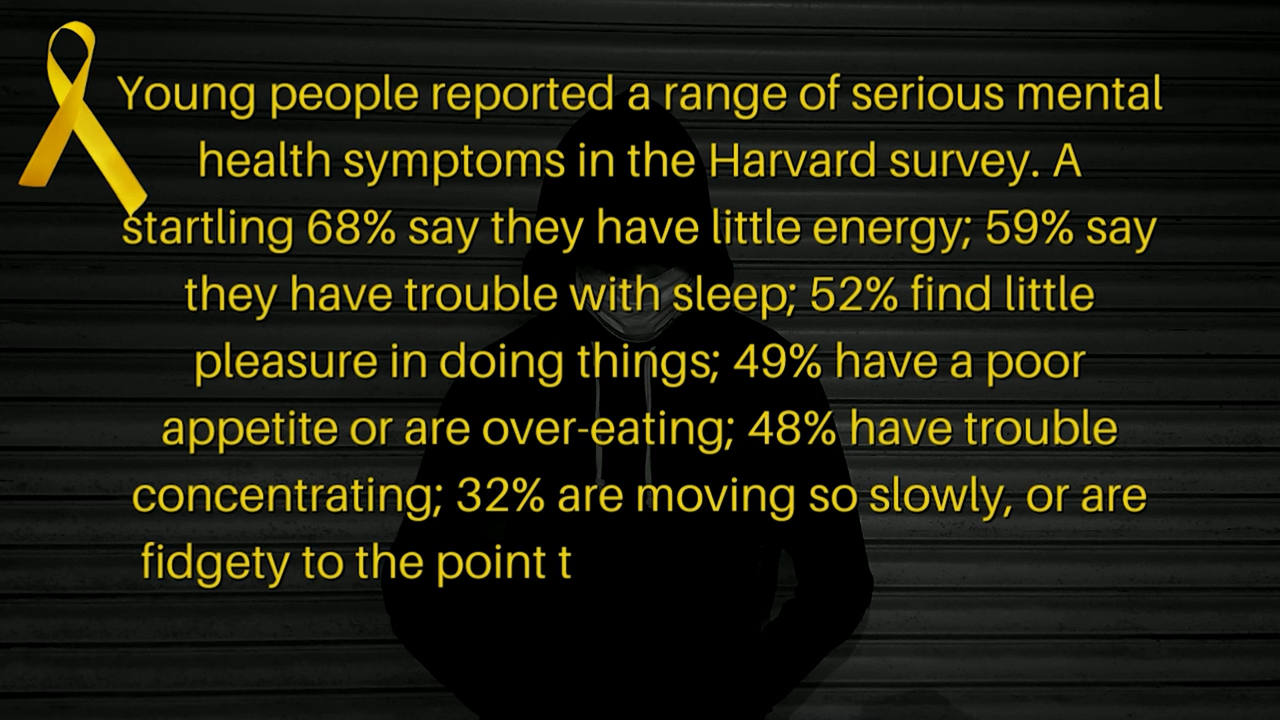 Young people reported a range of serious mental
health symptoms in the Harvard survey. A
startling 68% say they have little energy; 59% say
they have trouble with sleep; 52% find little
pleasure in doing things; 49% have a poor
appetite or are over-eating; 48% have trouble
concentrating; 32% are moving so slowly, or are
fidgety to the point t